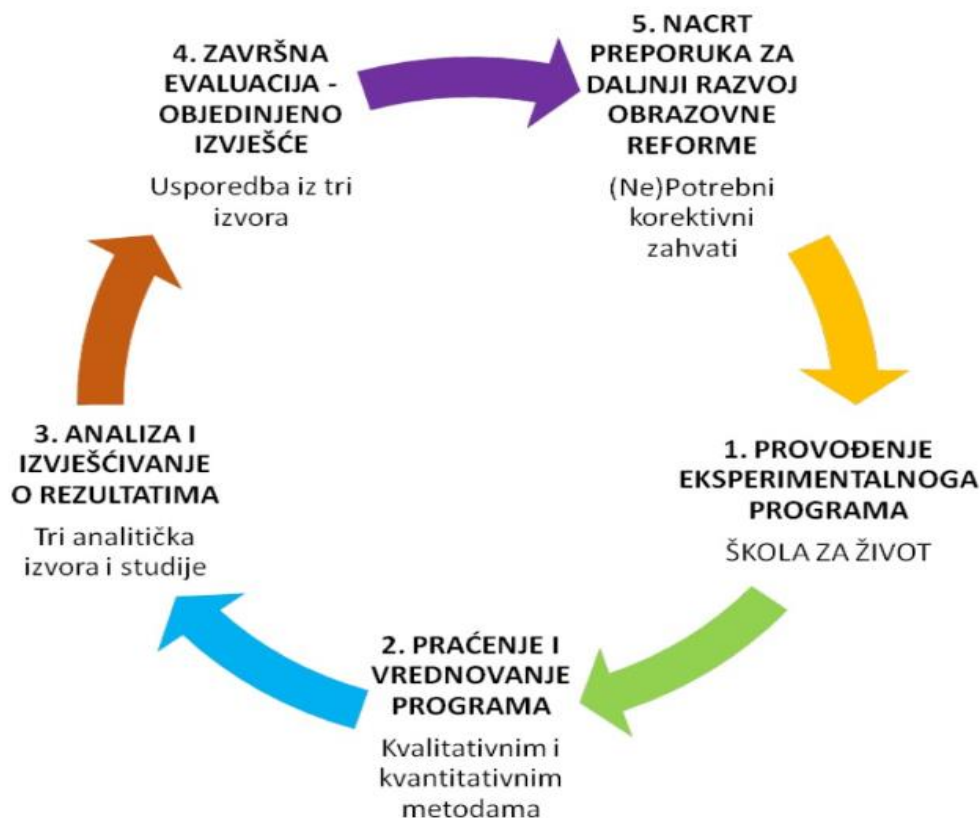 4. ZAVRŠNA
EVALUACIJA -
OBJEDINJENO
IZVJEŠĆE
Usporedba iz tri
izvora
5. NACRT
PREPORUKA ZA
DALJNJI RAZVOJ
OBRAZOVNE
REFORME
(Ne)Potrebni
korektivni
zahvati
3. ANALIZA I
IZVJEŠĆIVANJE
O REZULTATIMA
Tri analitička
izvora i studije
1. PROVOĐENJE
EKSPERIMENTALNOGA
PROGRAMA
ŠKOLA ZA ŽIVOT
2. PRAĆENJE I
VREDNOVANJE
PROGRAMA
Kvalitativnim i
kvantitativnim
metodama